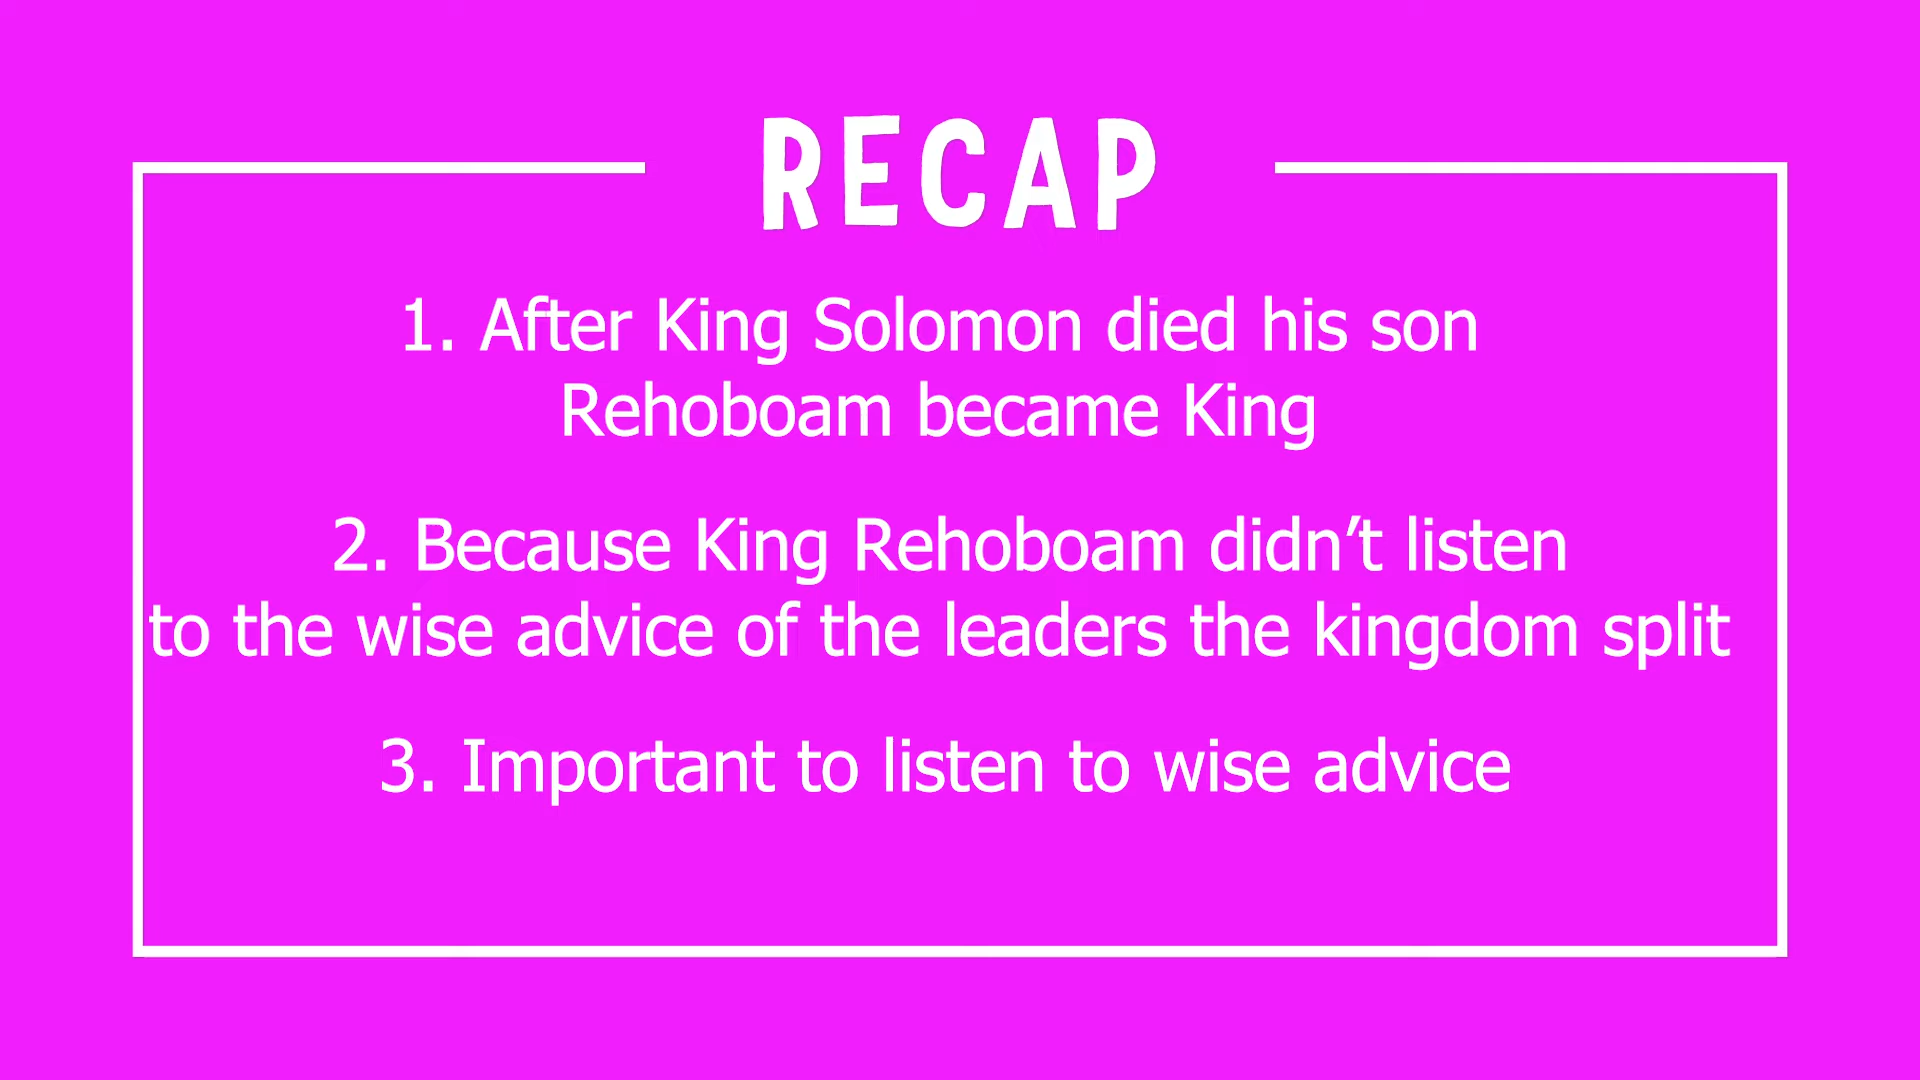 RECAP
1. After King Solomon died his son
Rehoboam became King
2. Because King Rehoboam didn’t listen
to the wise advice of the leaders the kingdom split
3. Important to listen to wise advice